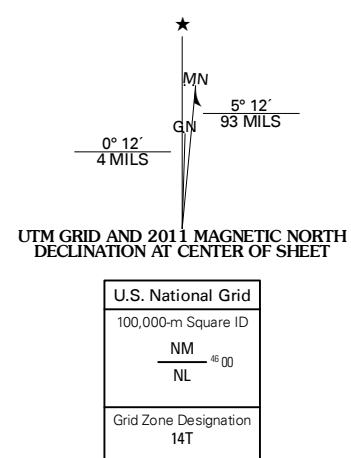 ★
MN
5° 12´
93 MILS
GN
0° 12´
4 MILS
UTM GRID AND 2011 MAGNETIC NORTH
DECLINATION AT CENTER OF SHEET
U.S. National Grid
100,000-m Square ID
NM
46 00
NL
Grid Zone Designation
14T